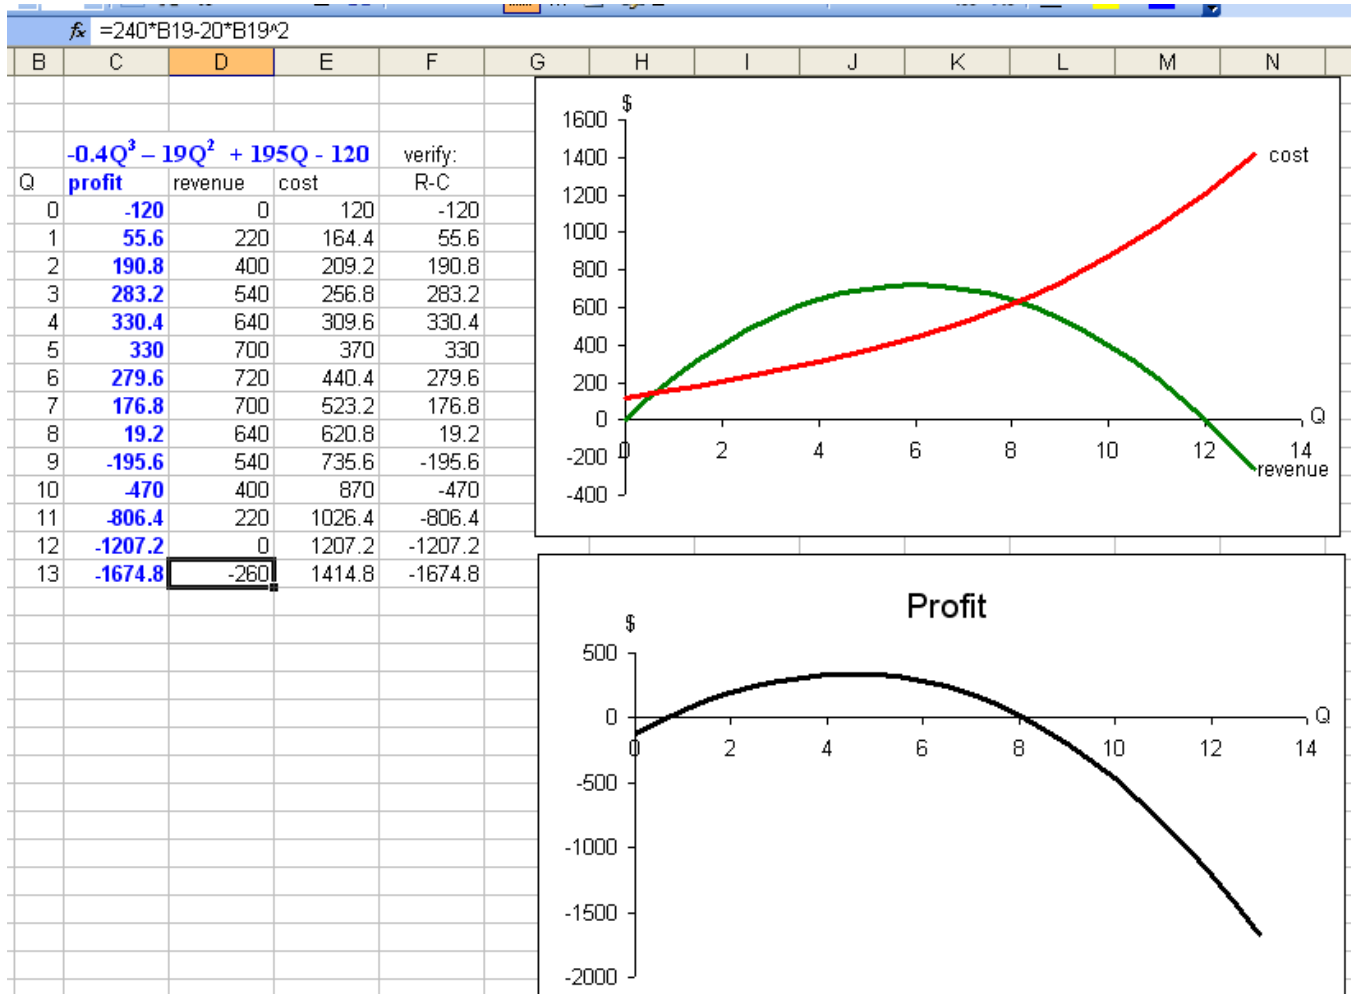 fx =240*B19-20*B19^2
B C D E F G H I J K L M N
-0.4Q³ – 19Q² + 195Q - 120 verify:
Q profit revenue cost R-C
0 -120 0 120 -120
1 55.6 220 164.4 55.6
2 190.8 400 209.2 190.8
3 283.2 540 256.8 283.2
4 330.4 640 309.6 330.4
5 330 700 370 330
6 279.6 720 440.4 279.6
7 176.8 700 523.2 176.8
8 19.2 640 620.8 19.2
9 -195.6 540 735.6 -195.6
10 -470 400 870 -470
11 -806.4 220 1026.4 -806.4
12 -1207.2 0 1207.2 -1207.2
13 -1674.8 -260 1414.8 -1674.8
$
1600
1400 cost
1200
1000
800
600
400
200
0 Q
-200 0 2 4 6 8 10 12 14
revenue
-400
Profit
$
500
0 Q
0 2 4 6 8 10 12 14
-500
-1000
-1500
-2000